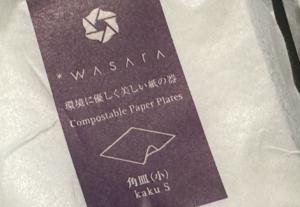 * WASARA
環境に優しく美しい紙の器
Compostable Paper Plates
角皿(小)
kaku S